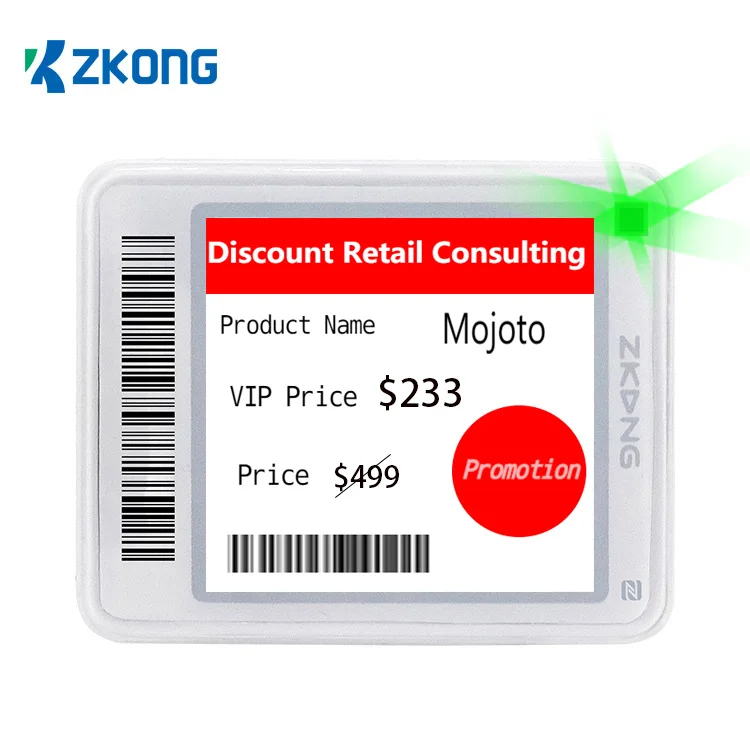 ZKONG
Discount Retail Consulting
Product Name Mojoto
VIP Price $233
Price $499
Promotion
ZKONG